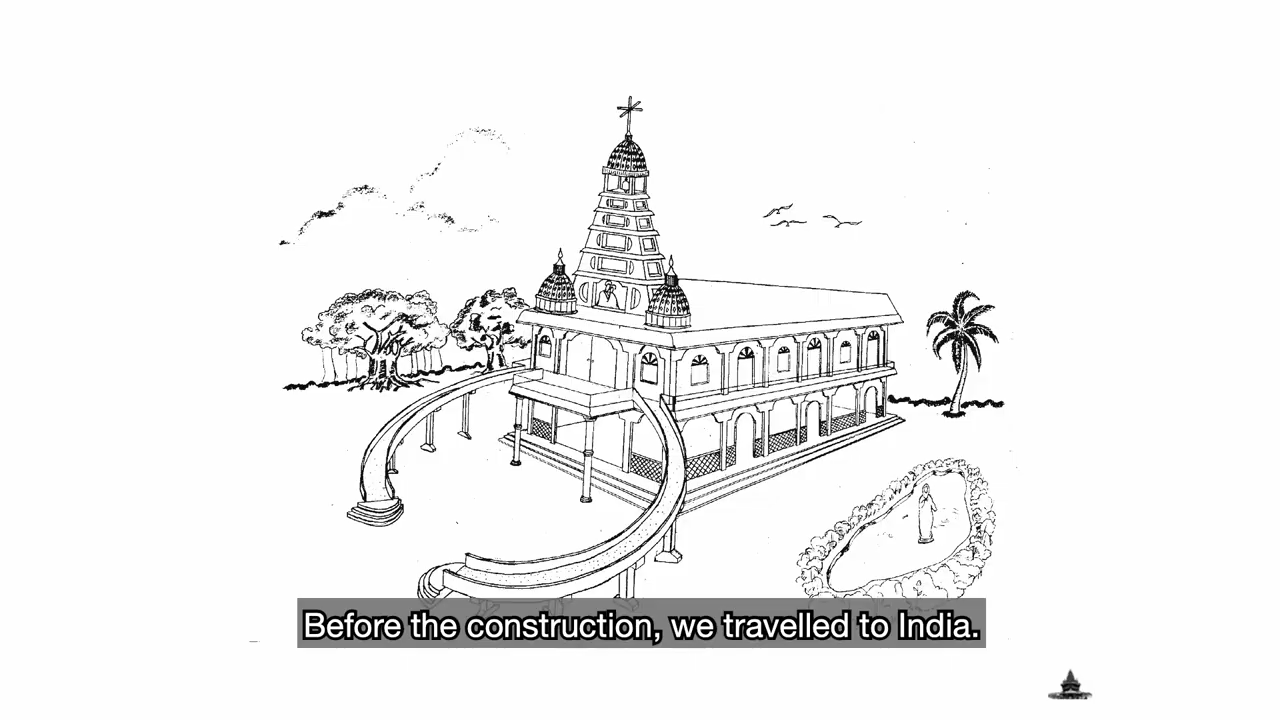 Before the construction, we travelled to India.